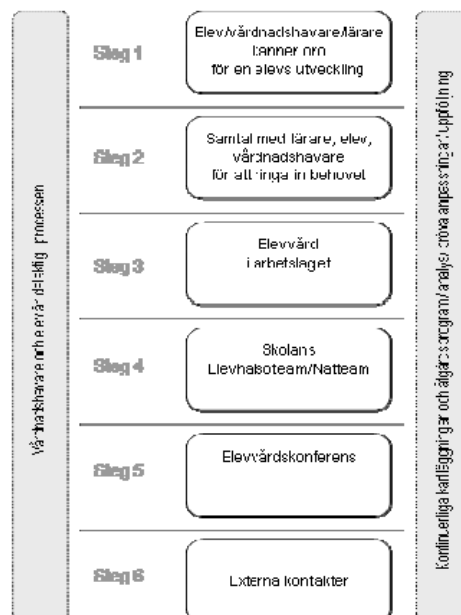 Steg 1
Elev/vårdnadshavare/lärare
känner oro
för en elevs utveckling
Steg 2
Samtal med lärare, elev,
vårdnadshavare
för att ringa in behovet
Steg 3
Elevvård
i arbetslaget
Steg 4
Skolans
Elevhälsoteam/Nätteam
Steg 5
Elevvårdskonferens
Steg 6
Externa kontakter
Vårdnadshavare och elev är delaktig i processen
Kontinuerliga kartläggningar och åtgärdsprogram/analys/pröva anpassningar/uppföljning